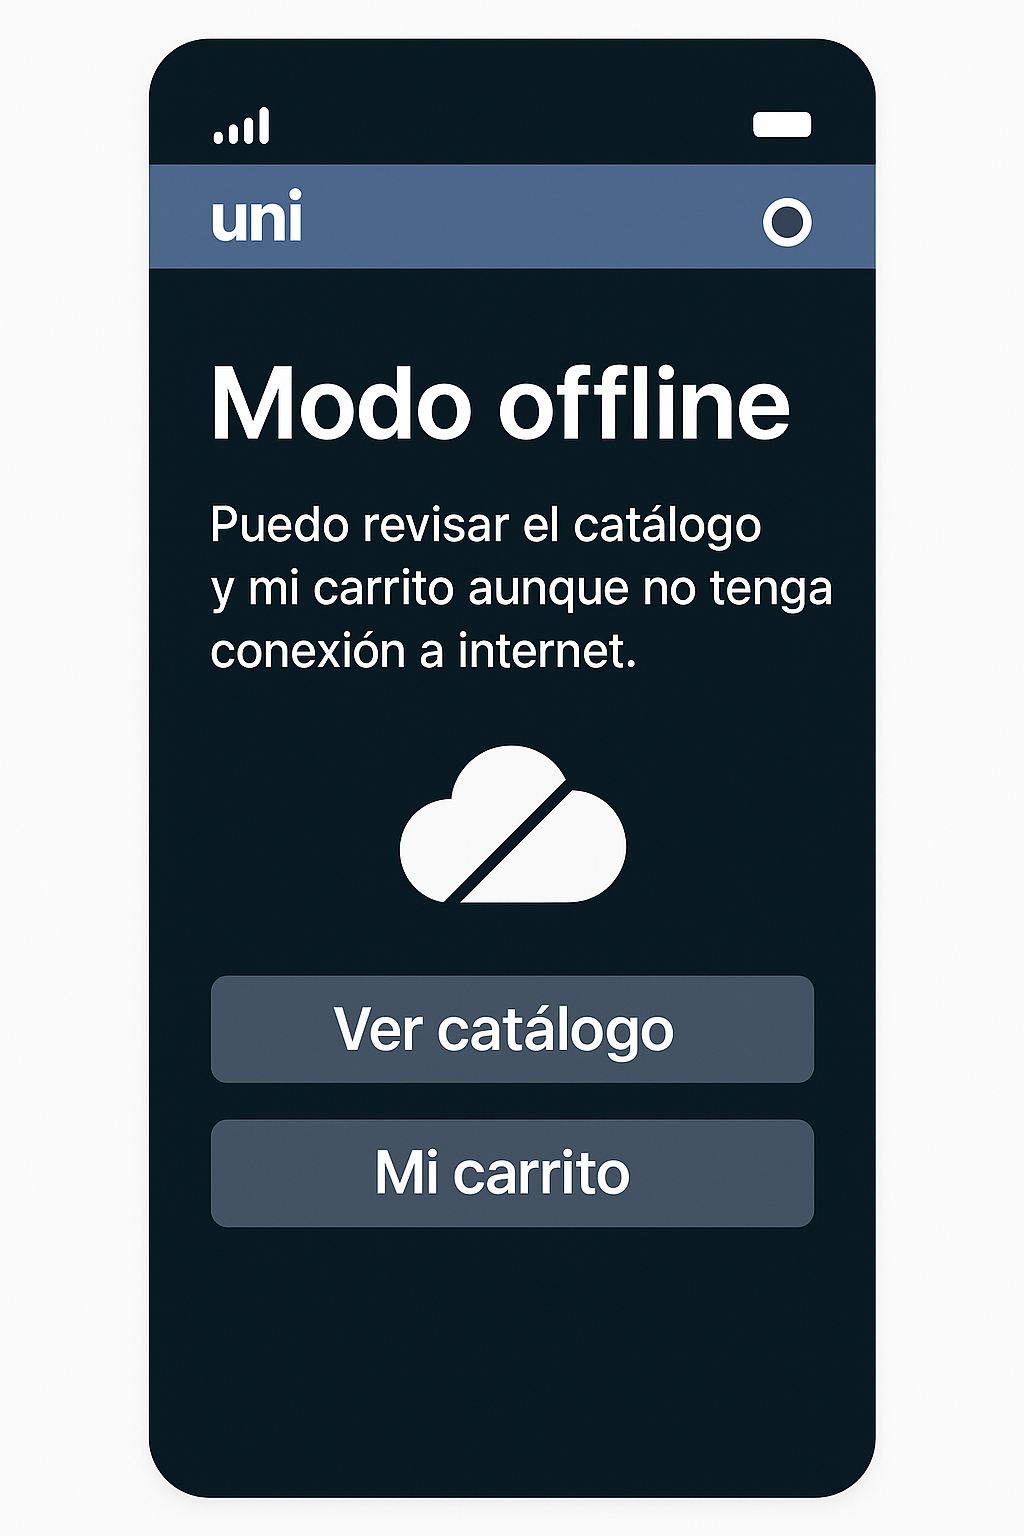 uni
Modo offline
Puedo revisar el catálogo
y mi carrito aunque no tenga
conexión a internet.
Ver catálogo
Mi carrito